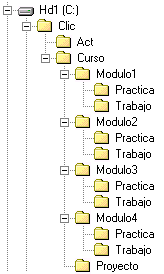 Hd1 (C:)
Clic
Act
Curso
Modulo1
Practica
Trabajo
Modulo2
Practica
Trabajo
Modulo3
Practica
Trabajo
Modulo4
Practica
Trabajo
Proyecto